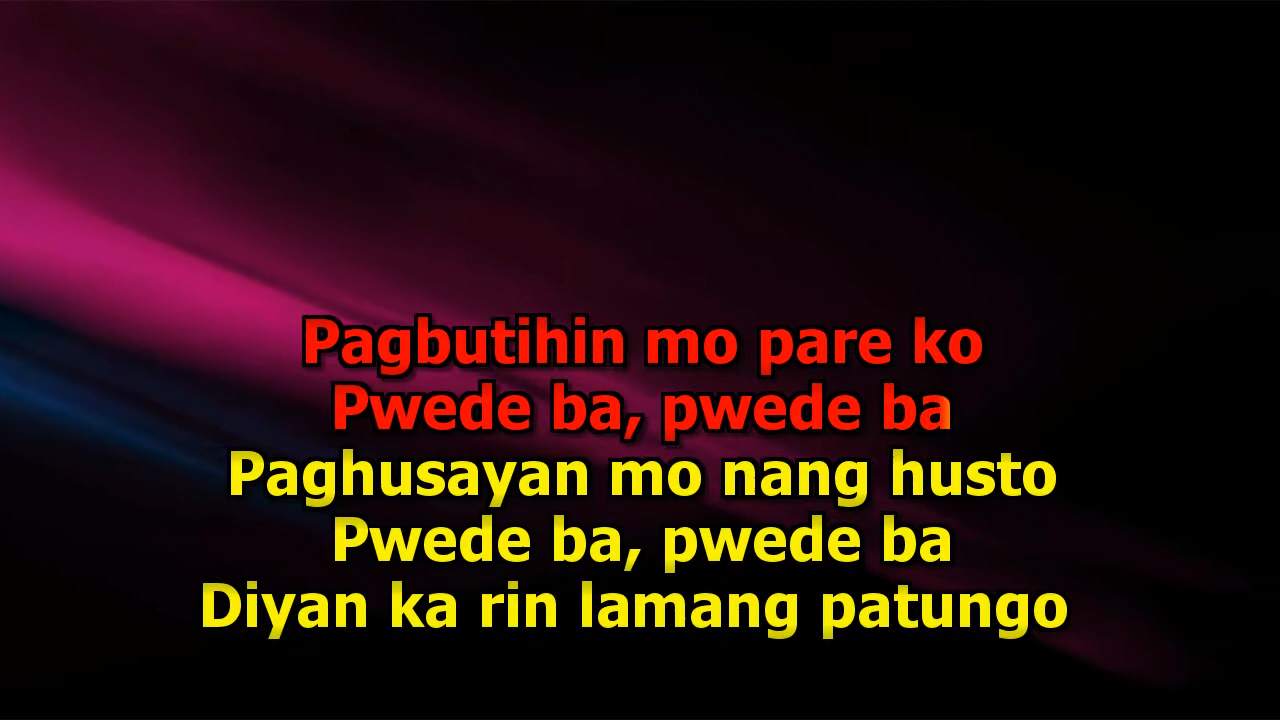 Pagbutihin mo pare ko
Pwede ba, pwede ba
Paghusayan mo nang husto
Pwede ba, pwede ba
Diyan ka rin lamang patungo